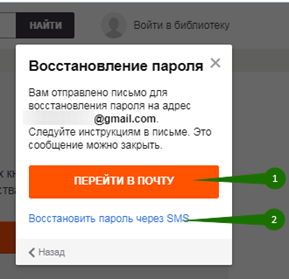 НАЙТИ
Войти в библиотеку
Восстановление пароля
Вам отправлено письмо для
восстановления пароля на адрес
@gmail.com.
Следуйте инструкциям в письме. Это
сообщение можно закрыть.
ПЕРЕЙТИ В ПОЧТУ
1
Восстановить пароль через SMS
2
Назад